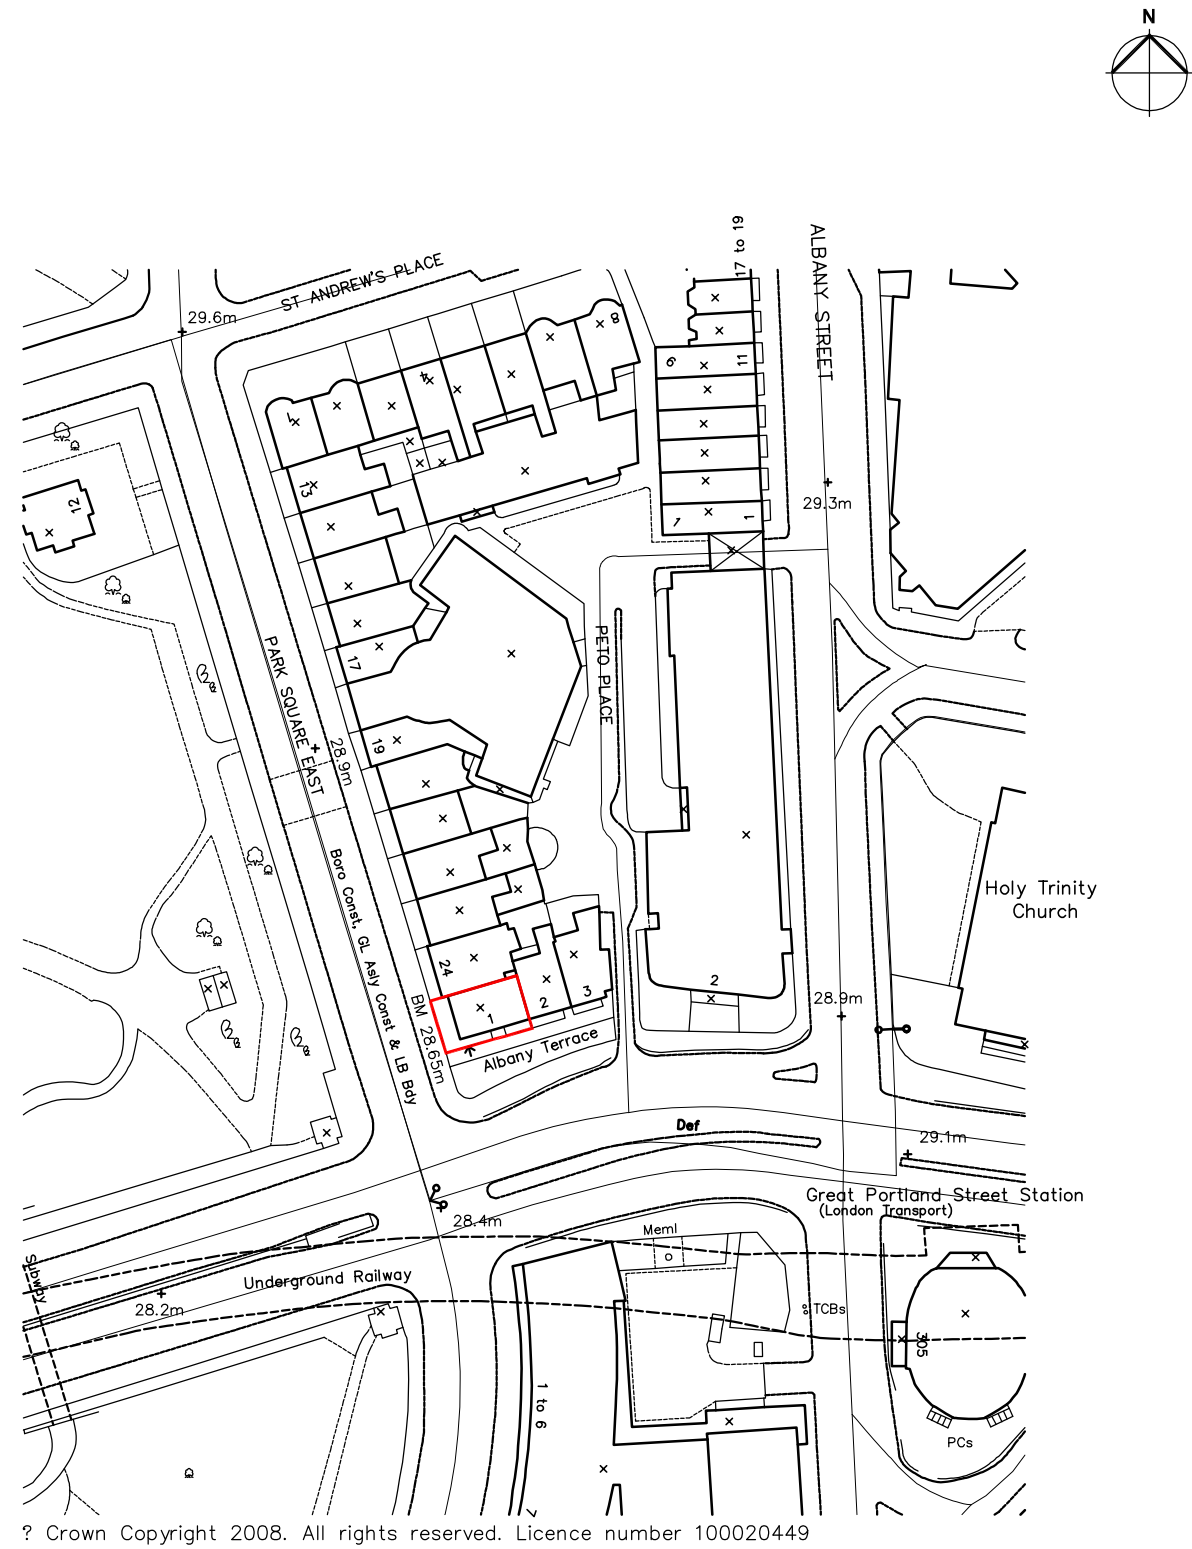 N
17 to 19
ALBANY STREET
ST ANDREW'S PLACE
29.6m
8
4
9
11
1
13
12
29.3m
1
1
PETO PLACE
17
PARK SQUARE EAST
28.9m
19
Boro Const, GL Asly Const & LB Bdy
Holy Trinity
Church
24
2
3
2
1
28.9m
BM 28.65m
Albany Terrace
Def
29.1m
Great Portland Street Station
(London Transport)
28.4m
Meml
Subway
Underground Railway
28.2m
TCBs
305
1 to 6
PCs
7
? Crown Copyright 2008. All rights reserved. Licence number 100020449